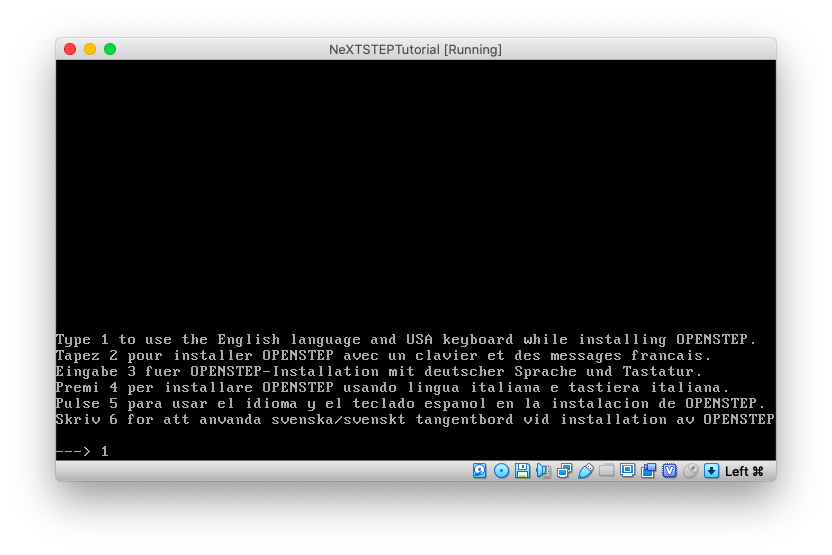 NeXTSTEPTutorial [Running]
Type 1 to use the English language and USA keyboard while installing OPENSTEP.
Tapez 2 pour installer OPENSTEP avec un clavier et des messages francais.
Eingabe 3 fuer OPENSTEP-Installation mit deutscher Sprache und Tastatur.
Premi 4 per installare OPENSTEP usando lingua italiana e tastiera italiana.
Pulse 5 para usar el idioma y el teclado espanol en la instalacion de OPENSTEP.
Skriv 6 for att anvanda svenska/svenskt tangentbord vid installation av OPENSTEP
---> 1
Left ⌘